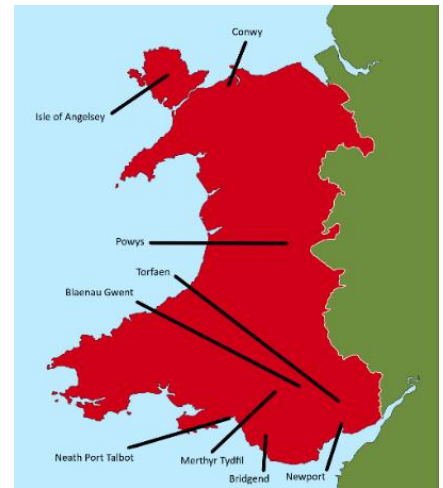 Conwy
Isle of Angelsey
Powys
Torfaen
Blaenau Gwent
Neath Port Talbot
Merthyr Tydfil
Bridgend
Newport